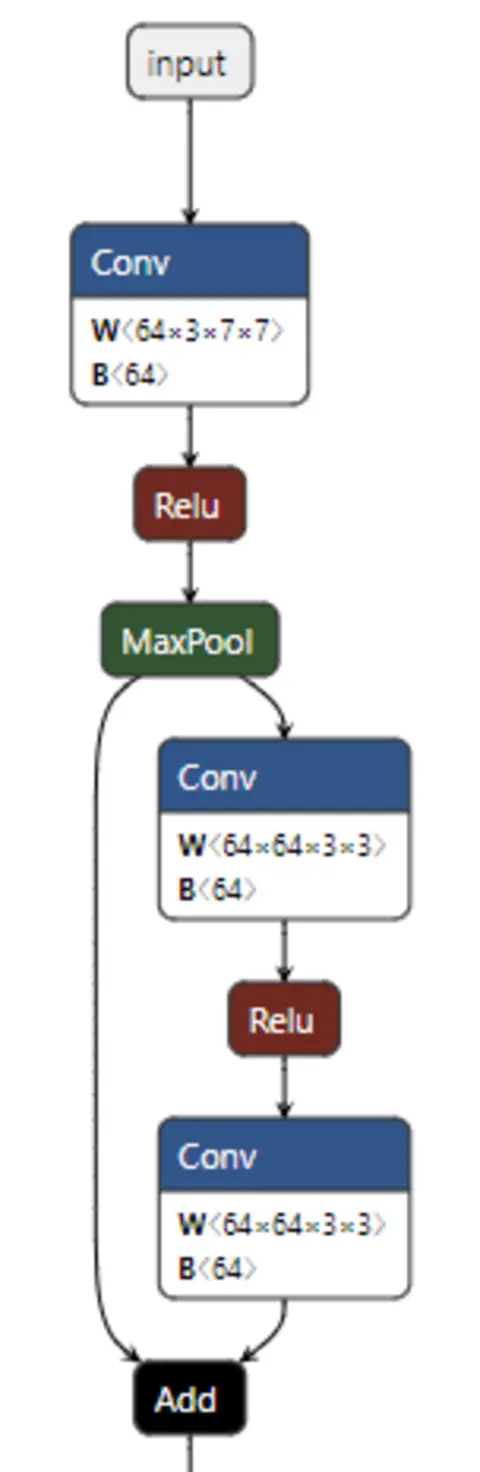 input
Conv
W⟨64×3×7×7⟩
B⟨64⟩
Relu
MaxPool
Conv
W⟨64×64×3×3⟩
B⟨64⟩
Relu
Conv
W⟨64×64×3×3⟩
B⟨64⟩
Add